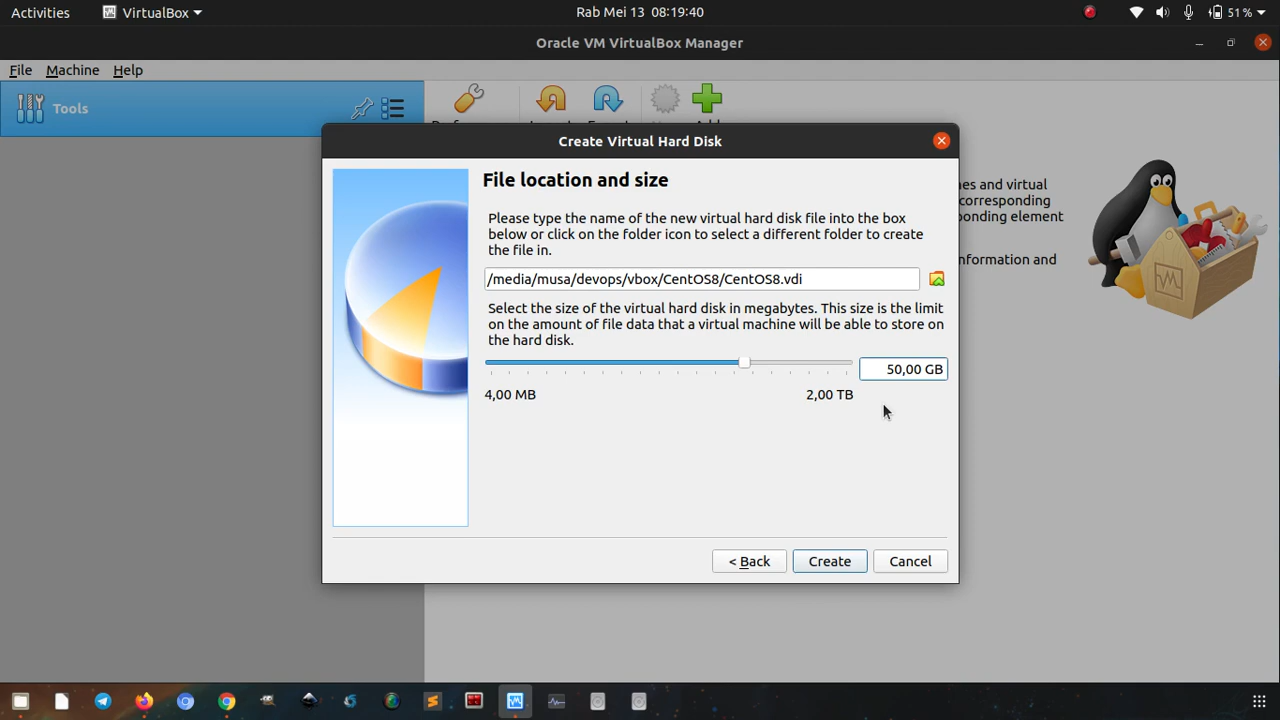 Activities
VirtualBox
Rab Mei 13 08:19:40
51 %
Oracle VM VirtualBox Manager
File Machine Help
Tools
Create Virtual Hard Disk
File location and size
Please type the name of the new virtual hard disk file into the box
below or click on the folder icon to select a different folder to create
the file in.
/media/musa/devops/vbox/CentOS8/CentOS8.vdi
Select the size of the virtual hard disk in megabytes. This size is the limit
on the amount of file data that a virtual machine will be able to store on
the hard disk.
50,00 GB
4,00 MB
2,00 TB
< Back
Create
Cancel
and virtual
corresponding
element
and